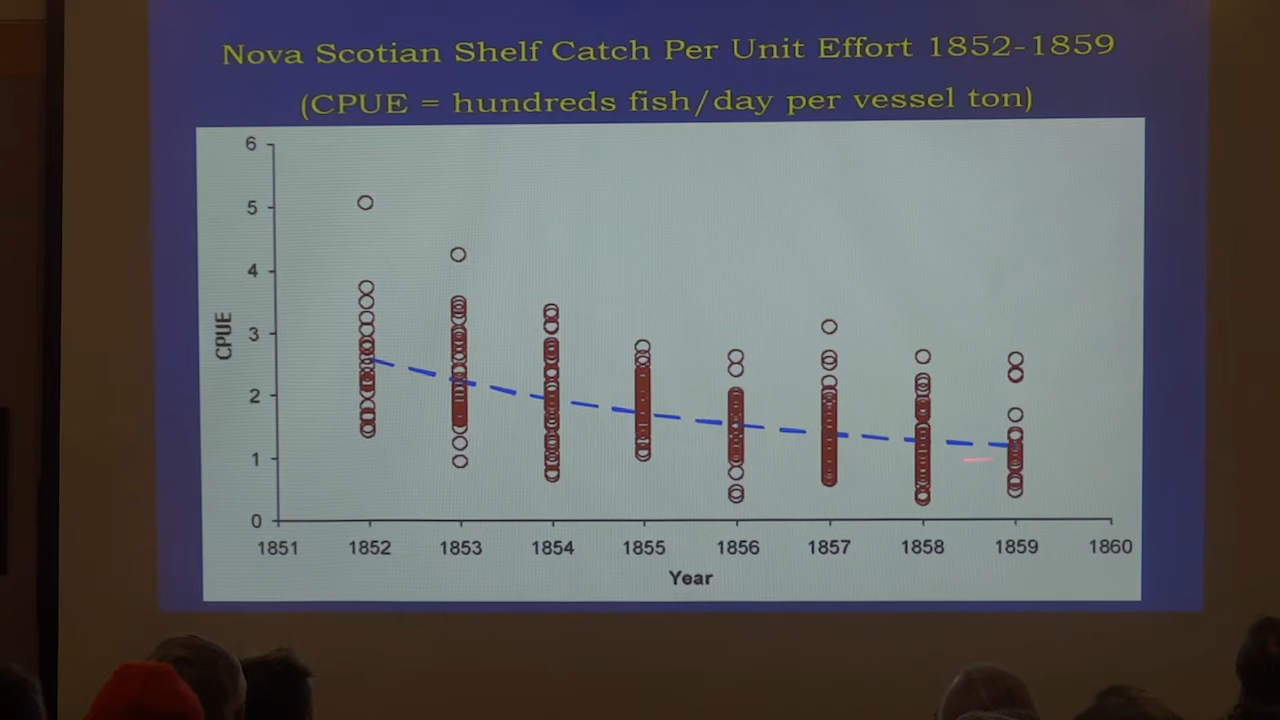 Nova Scotian Shelf Catch Per Unit Effort 1852-1859
(CPUE = hundreds fish/day per vessel ton)
6
5
4
3
2
1
0
CPUE
1851 1852 1853 1854 1855 1856 1857 1858 1859 1860
Year